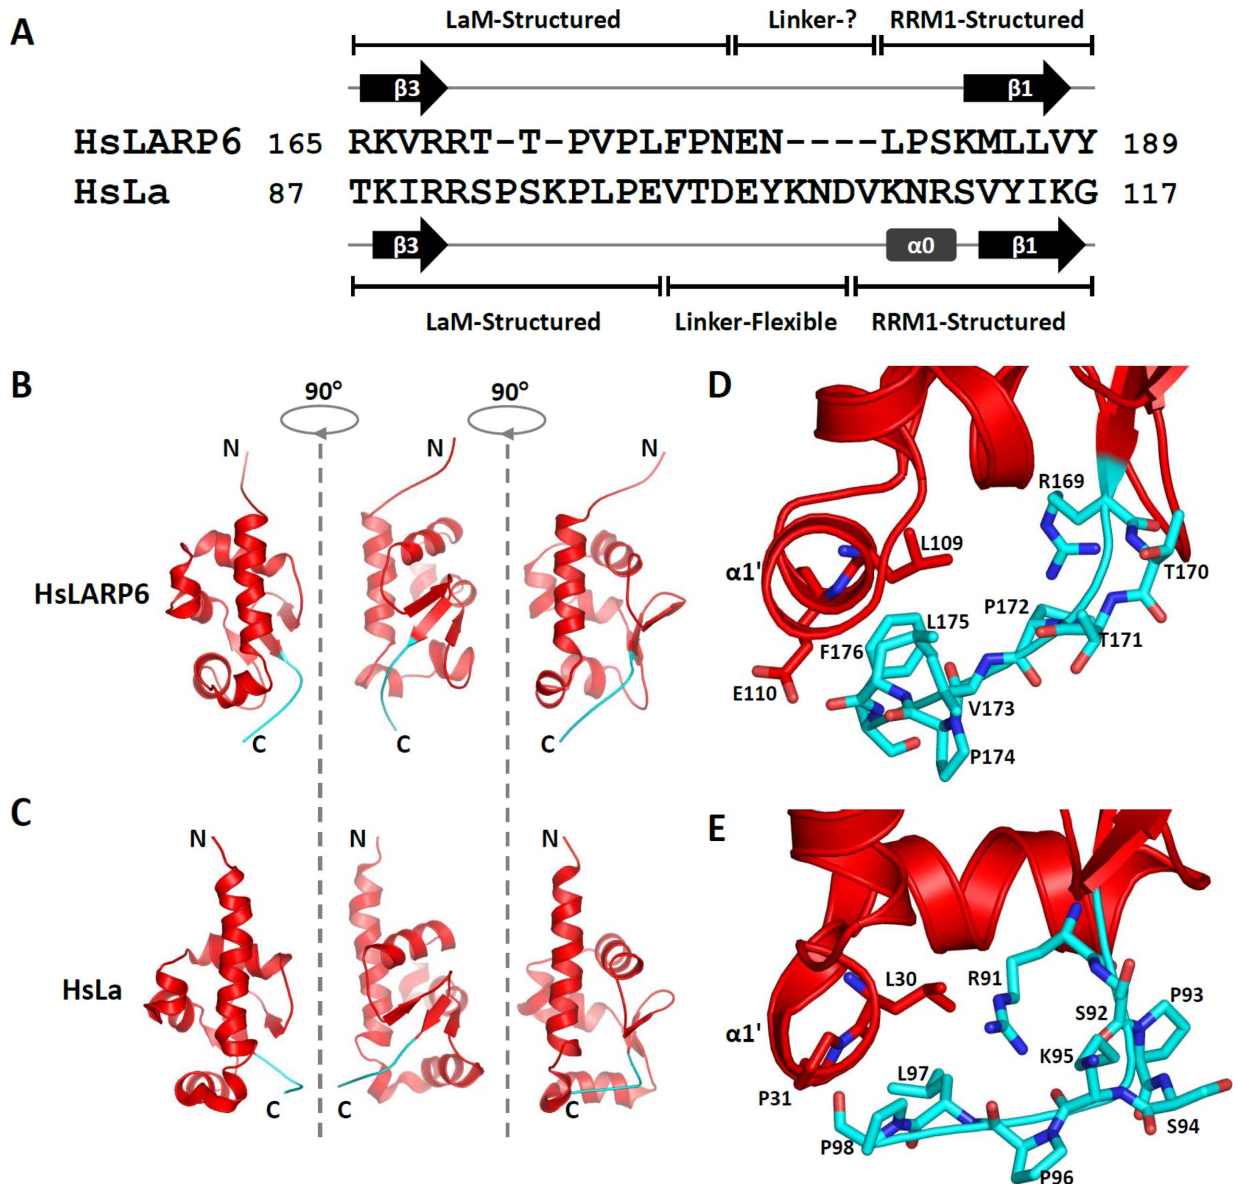 A
LaM-Structured Linker-? RRM1-Structured
β3 β1
HsLARP6 165 RKVRRT-T-PVPLFPNEN----LPSKMLLVY 189
HsLa 87 TKIRRSPSKPLPEVTDEYKNDVKNRSVYIKG 117
β3 α0 β1
LaM-Structured Linker-Flexible RRM1-Structured
B
90°
90°
N
N
N
HsLARP6
C
C
C
C
N
N
N
HsLa
C
C
C
D
R169
L109
α1'
T170
P172
L175
T171
F176
E110
V173
P174
E
L30
R91
P93
S92
α1'
K95
L97
P31
S94
P98
P96